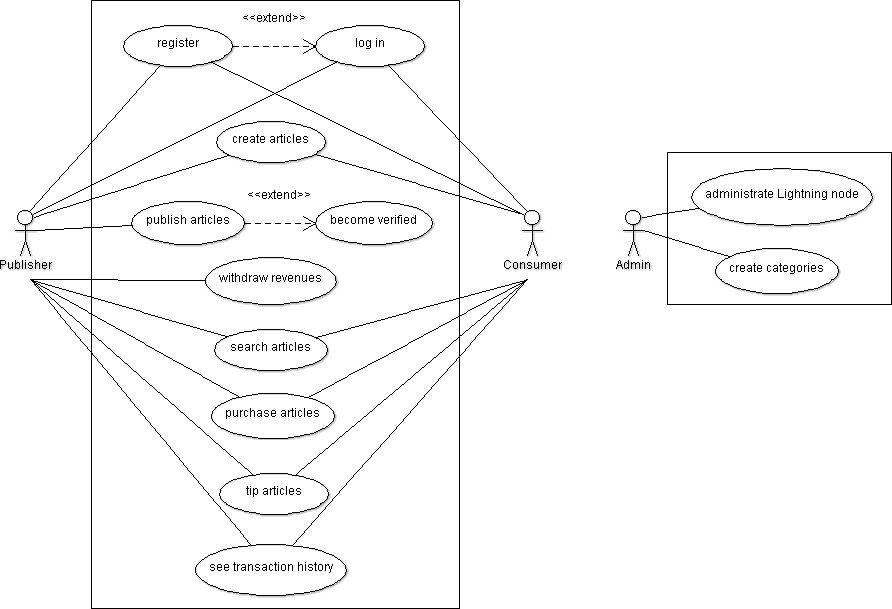 <<extend>>
register
log in
create articles
<<extend>>
publish articles
become verified
Publisher
Consumer
withdraw revenues
search articles
purchase articles
tip articles
see transaction history
administrate Lightning node
Admin
create categories